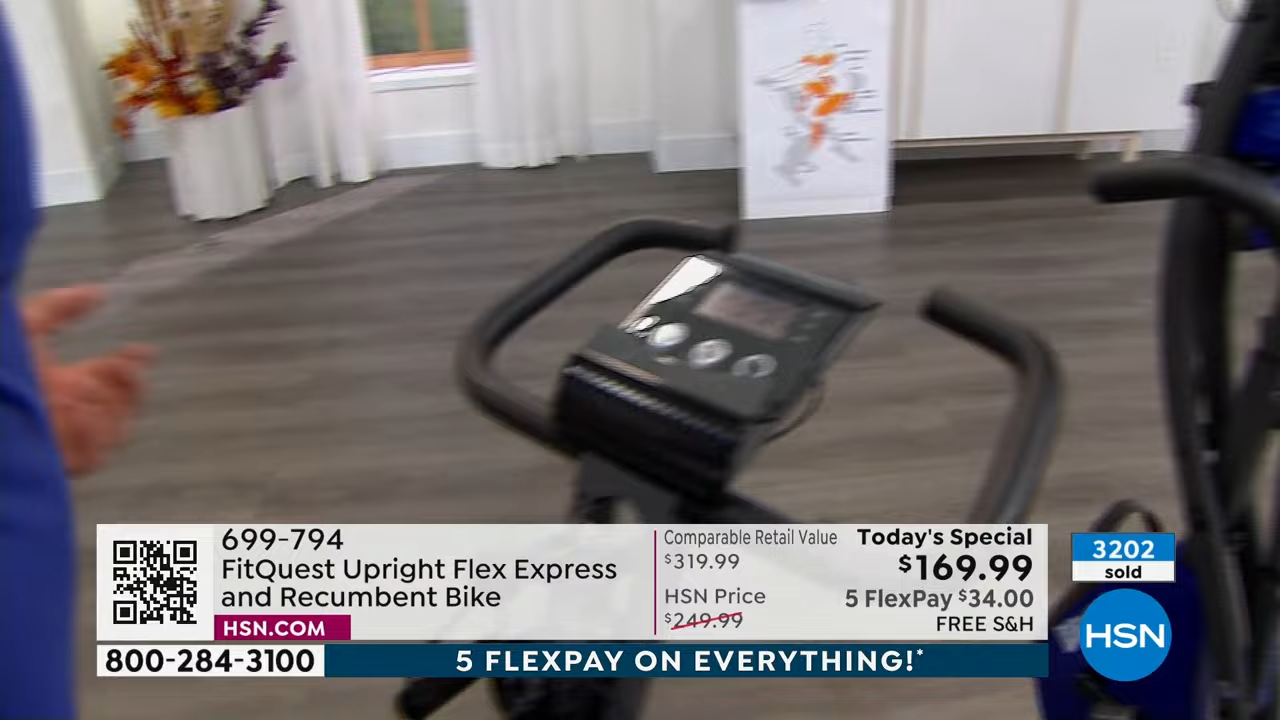 699-794
FitQuest Upright Flex Express
and Recumbent Bike
HSN.COM
Comparable Retail Value
$319.99
HSN Price
$249.99
Today's Special
$169.99
5 FlexPay $34.00
FREE S&H
3202
sold
HSN
800-284-3100
5 FLEXPAY ON EVERYTHING!*